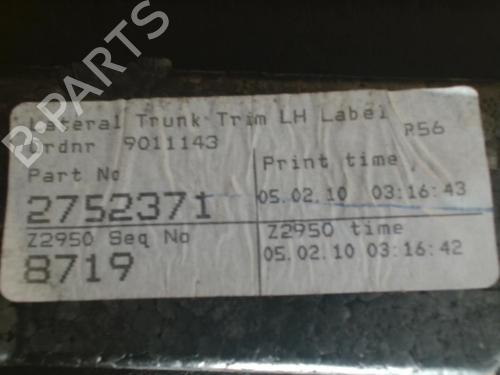 B-PARTS
Lateral Trunk Trim LH Label
R56
Ordnr 9011143
Part No
2752371
Print time
05.02.10 03:16:43
Z2950 Seq No
8719
Z2950 time
05.02.10 03:16:42